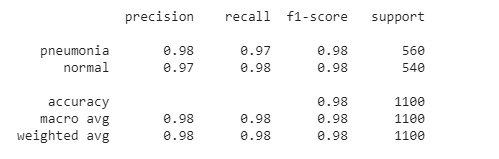 precision recall f1-score support
pneumonia 0.98 0.97 0.98 560
normal 0.97 0.98 0.98 540
accuracy 0.98 1100
macro avg 0.98 0.98 0.98 1100
weighted avg 0.98 0.98 0.98 1100